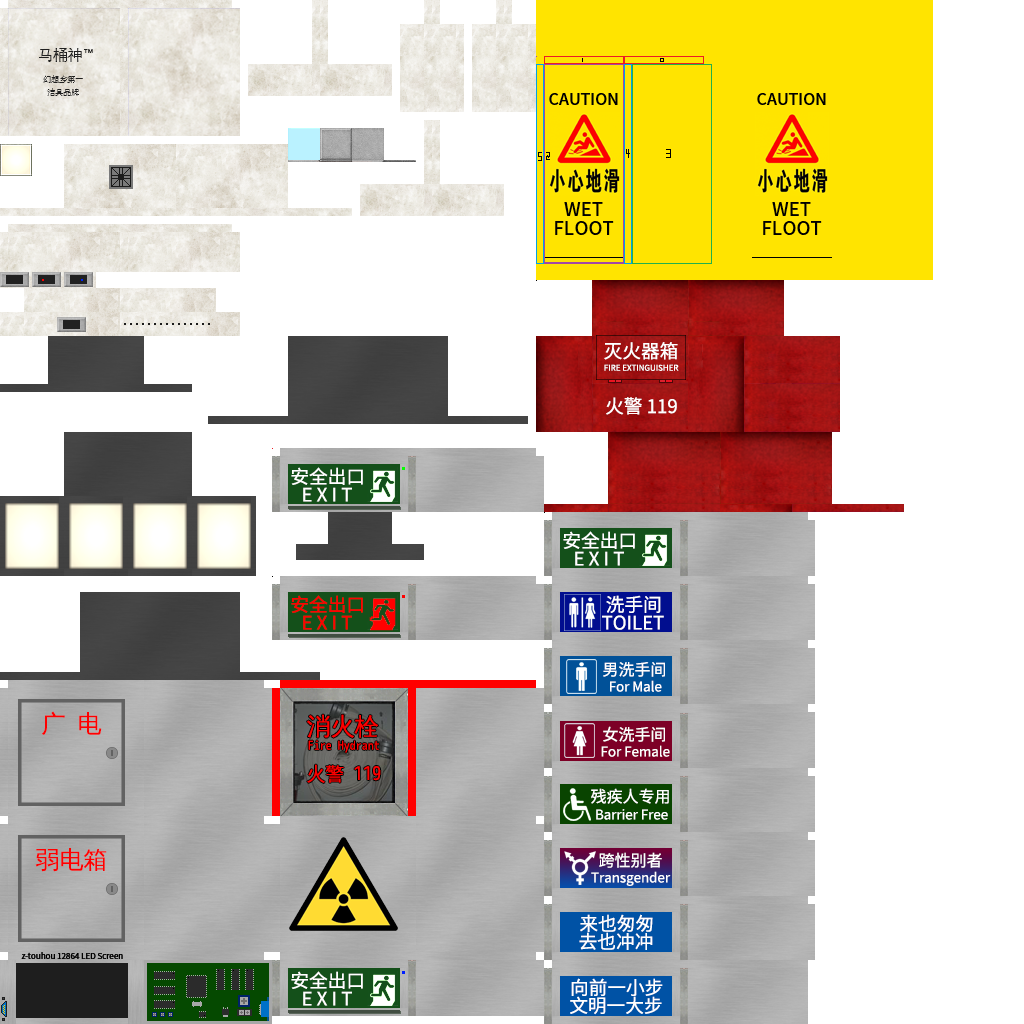 马桶神™
幻想乡第一
洁具品牌
CAUTION
小心地滑
WET
FLOOT
CAUTION
小心地滑
WET
FLOOT
1
0
5
2
4
3
灭火器箱
FIRE EXTINGUISHER
火警 119
安全出口
EXIT
安全出口
EXIT
安全出口
EXIT
洗手间
TOILET
男洗手间
For Male
女洗手间
For Female
残疾人专用
Barrier Free
跨性别者
Transgender
来也匆匆
去也冲冲
向前一小步
文明一大步
广 电
消火栓
Fire Hydrant
火警 119
弱电箱
z-touhou 12864 LED Screen
安全出口
EXIT